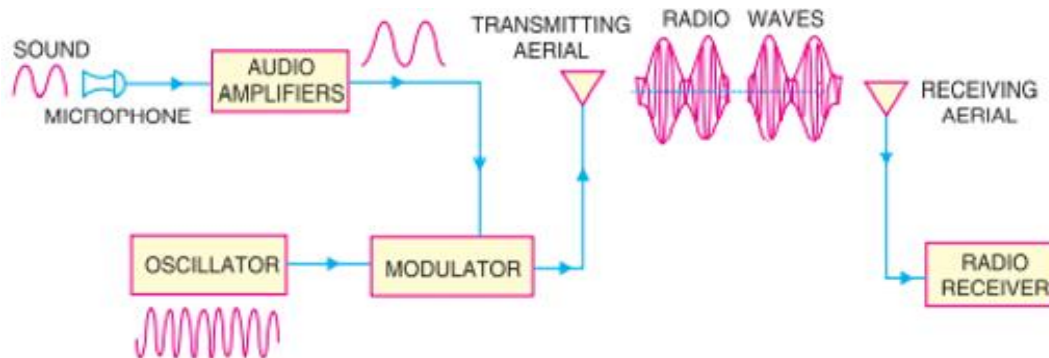 SOUND
MICROPHONE
AUDIO
AMPLIFIERS
TRANSMITTING
AERIAL
RADIO WAVES
RECEIVING
AERIAL
OSCILLATOR
MODULATOR
RADIO
RECEIVER